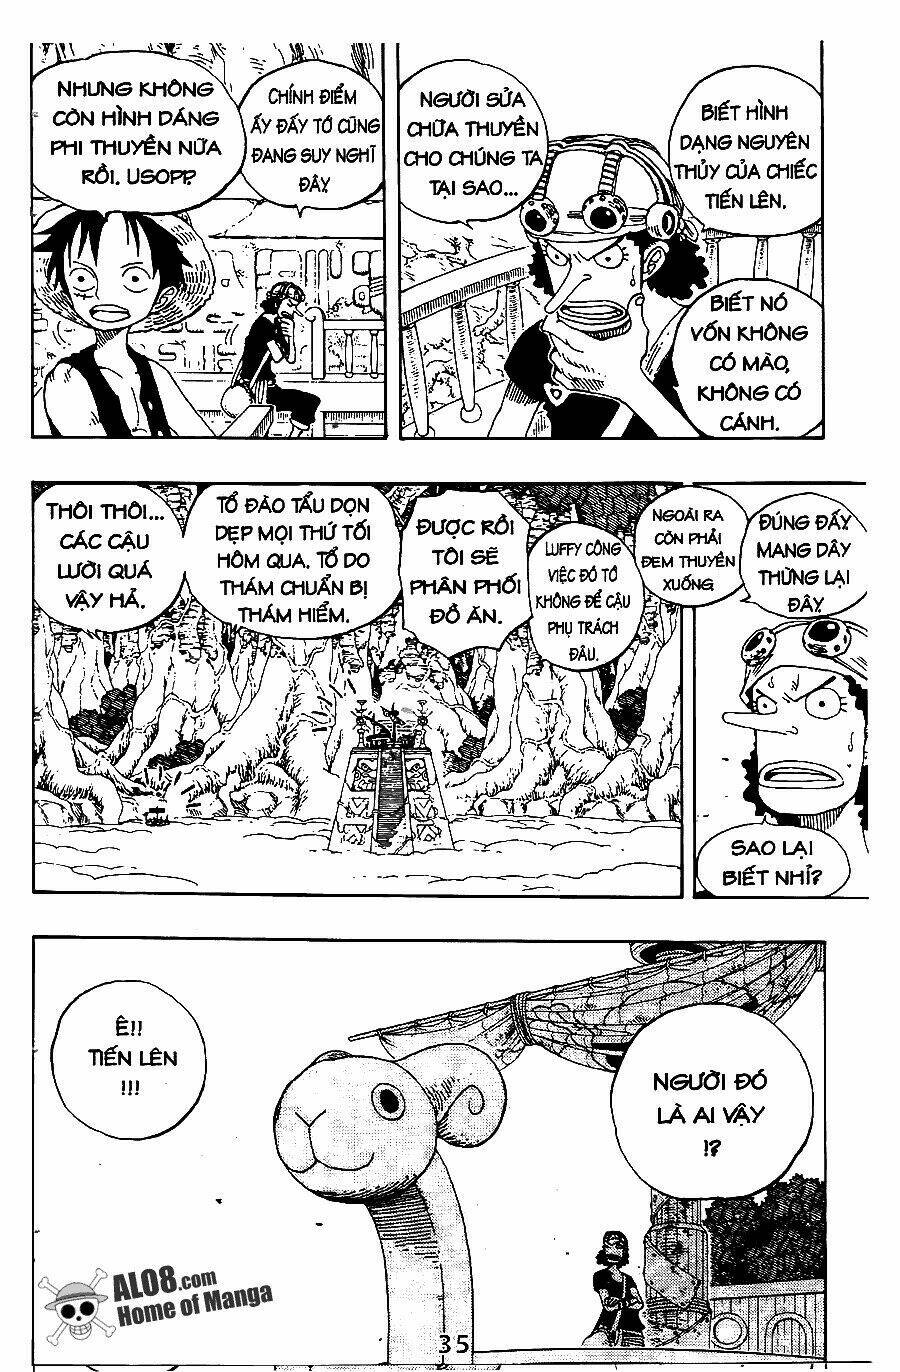 NHƯNG KHÔNG
CÒN HÌNH DÁNG
PHI THUYỀN NỮA
RỒI. USOPP.
CHÍNH ĐIỂM
ẤY ĐẤY TỚ CŨNG
ĐANG SUY NGHĨ
ĐÂY.
NGƯỜI SỬA
CHỮA THUYỀN
CHO CHÚNG TA
TẠI SAO...
BIẾT HÌNH
DẠNG NGUYÊN
THỦY CỦA CHIẾC
TIẾN LÊN.
BIẾT NÓ
VỐN KHÔNG
CÓ MÀO,
KHÔNG CÓ
CÁNH.
THÔI THÔI...
CÁC CẬU
LƯỜI QUÁ
VẬY HẢ.
TỔ ĐÀO TẨU DỌN
DẸP MỌI THỨ TỐI
HÔM QUA. TỔ DO
THÁM CHUẨN BỊ
THÁM HIỂM.
ĐƯỢC RỒI
TÔI SẼ
PHÂN PHỐI
ĐỒ ĂN.
LUFFY CÔNG
VIỆC ĐÓ TỚ
KHÔNG ĐỂ CẬU
PHỤ TRÁCH
ĐÂU.
NGOÀI RA
CÒN PHẢI
ĐEM THUYỀN
XUỐNG.
ĐÚNG ĐẤY
MANG DÂY
THỪNG LẠI
ĐÂY.
SAO LẠI
BIẾT NHỈ?
Ê!!
TIẾN LÊN
!!!
NGƯỜI ĐÓ
LÀ AI VẬY
!?
AL08.com
Home of Manga
35